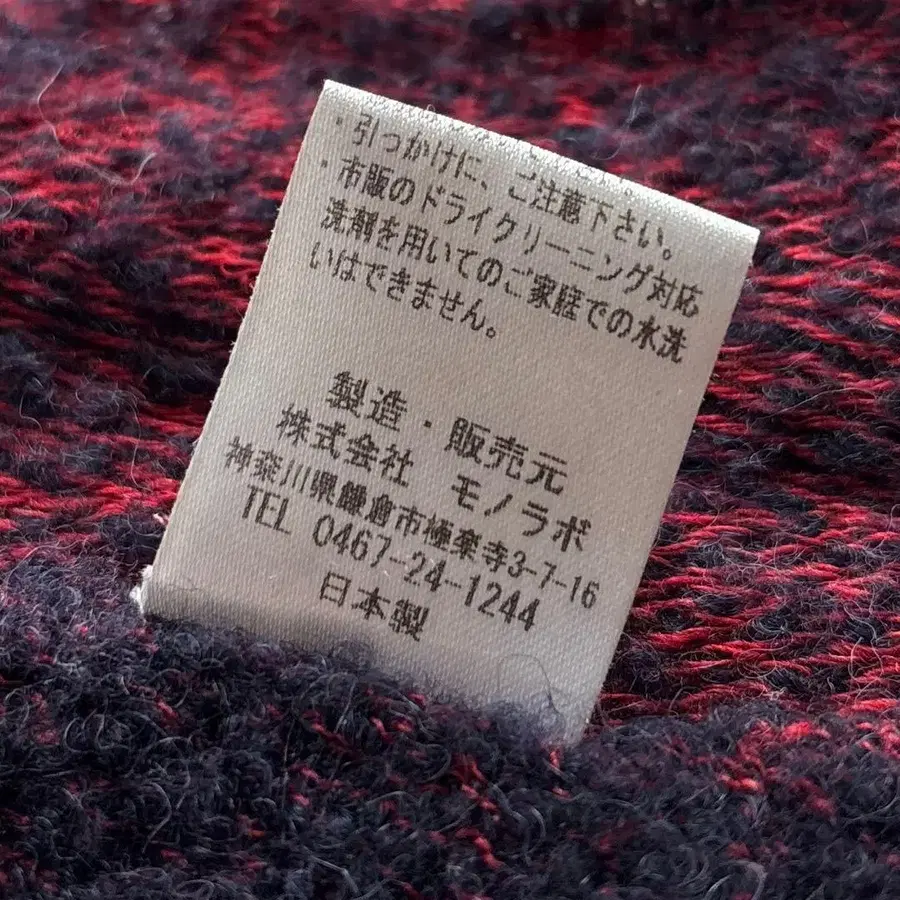 ・引っかけに、ご注意下さい。
・市販のドライクリーニング対応
洗剤を用いてのご家庭での水洗
いはできません。
製造・販売元
株式会社 モノラボ
神奈川県鎌倉市極楽寺3-7-16
TEL 0467-24-1244
日本製